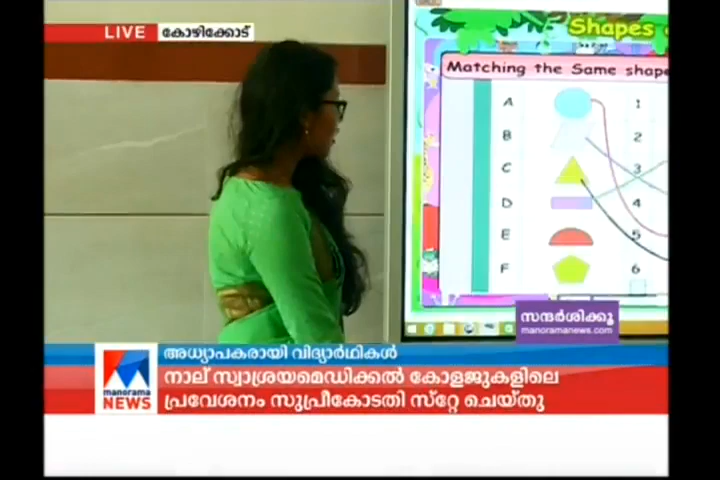 LIVE
കോഴിക്കോട്
Shapes
Matching the Same shape
A 1
B 2
C 3
D 4
E 5
F 6
സന്ദർശിക്കൂ
manoramanews.com
അധ്യാപകരായി വിദ്യാർഥികൾ
നാല് സ്വാശ്രയമെഡിക്കൽ കോളജുകളിലെ
പ്രവേശനം സുപ്രീകോടതി സ്റ്റേ ചെയ്തു
manorama
NEWS